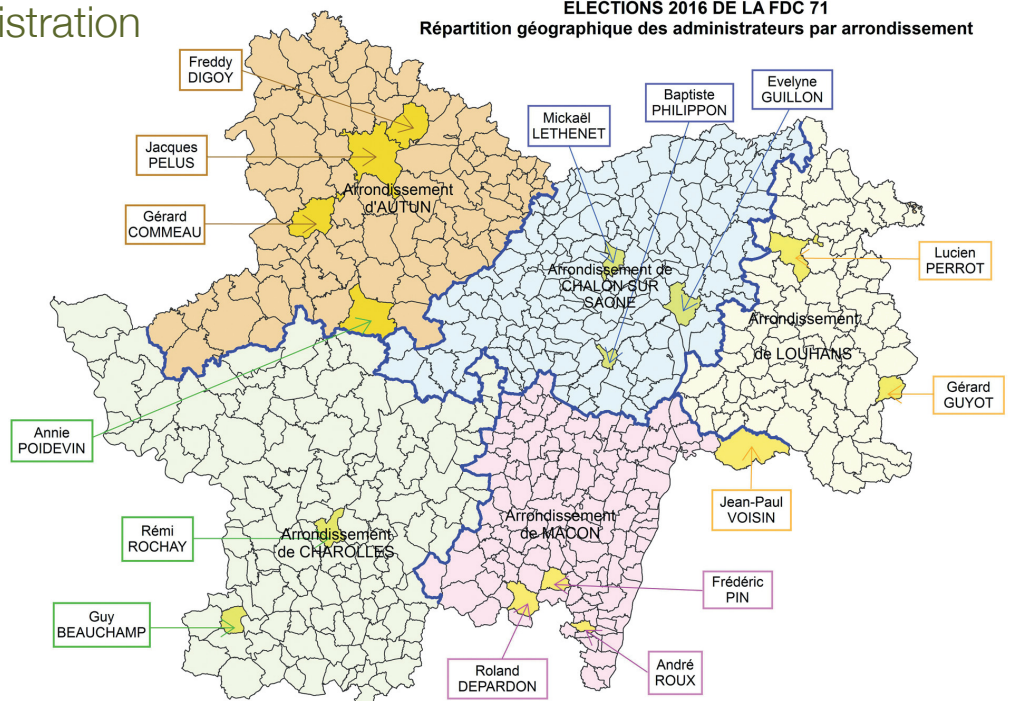 istration
ELECTIONS 2016 DE LA FDC 71
Répartition géographique des administrateurs par arrondissement
Freddy
DIGOY
Jacques
PELUS
Gérard
COMMEAU
Arrondissement
d'AUTUN
Mickaël
LETHENET
Baptiste
PHILIPPON
Evelyne
GUILLON
Arrondissement de
CHALON SUR
SAONE
Lucien
PERROT
Arrondissement
de LOUHANS
Gérard
GUYOT
Jean-Paul
VOISIN
Annie
POIDEVIN
Rémi
ROCHAY
Arrondissement
de CHAROLLES
Guy
BEAUCHAMP
Arrondissement
de MACON
Frédéric
PIN
Roland
DEPARDON
André
ROUX